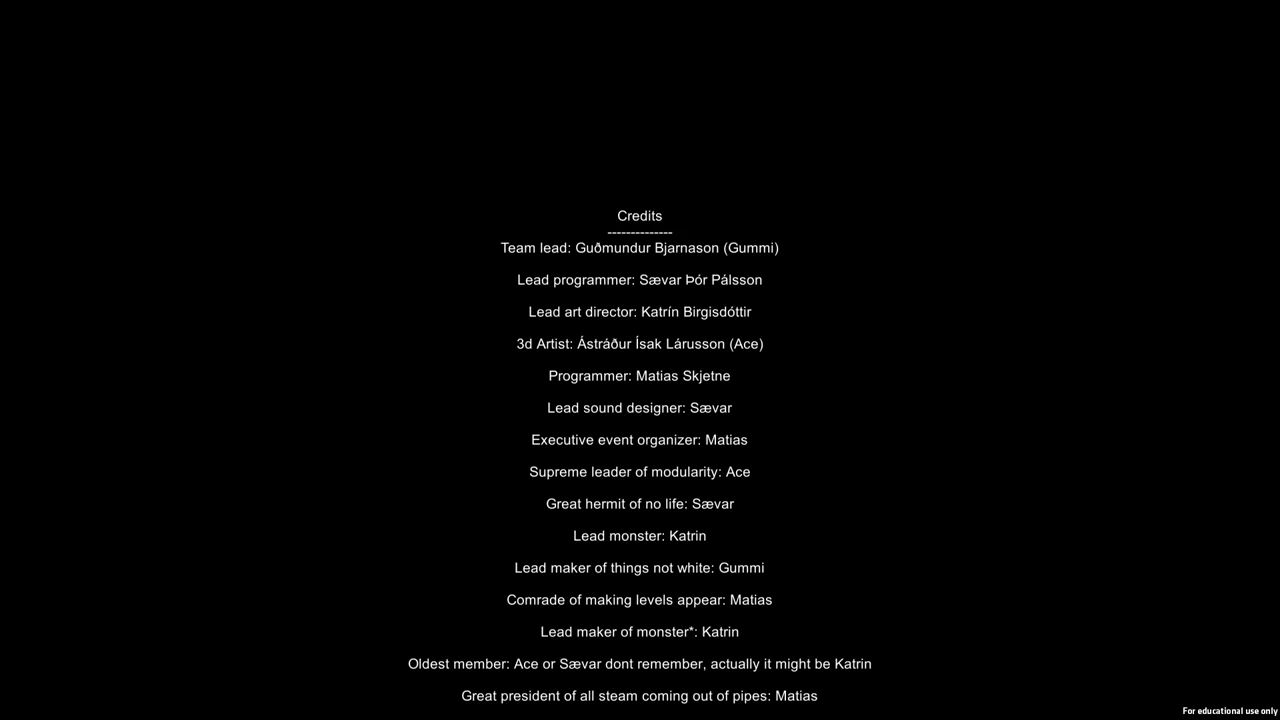 Credits
--------------
Team lead: Guðmundur Bjarnason (Gummi)
Lead programmer: Sævar Þór Pálsson
Lead art director: Katrín Birgisdóttir
3d Artist: Ástráður Ísak Lárusson (Ace)
Programmer: Matias Skjetne
Lead sound designer: Sævar
Executive event organizer: Matias
Supreme leader of modularity: Ace
Great hermit of no life: Sævar
Lead monster: Katrin
Lead maker of things not white: Gummi
Comrade of making levels appear: Matias
Lead maker of monster*: Katrin
Oldest member: Ace or Sævar dont remember, actually it might be Katrin
Great president of all steam coming out of pipes: Matias
For educational use only